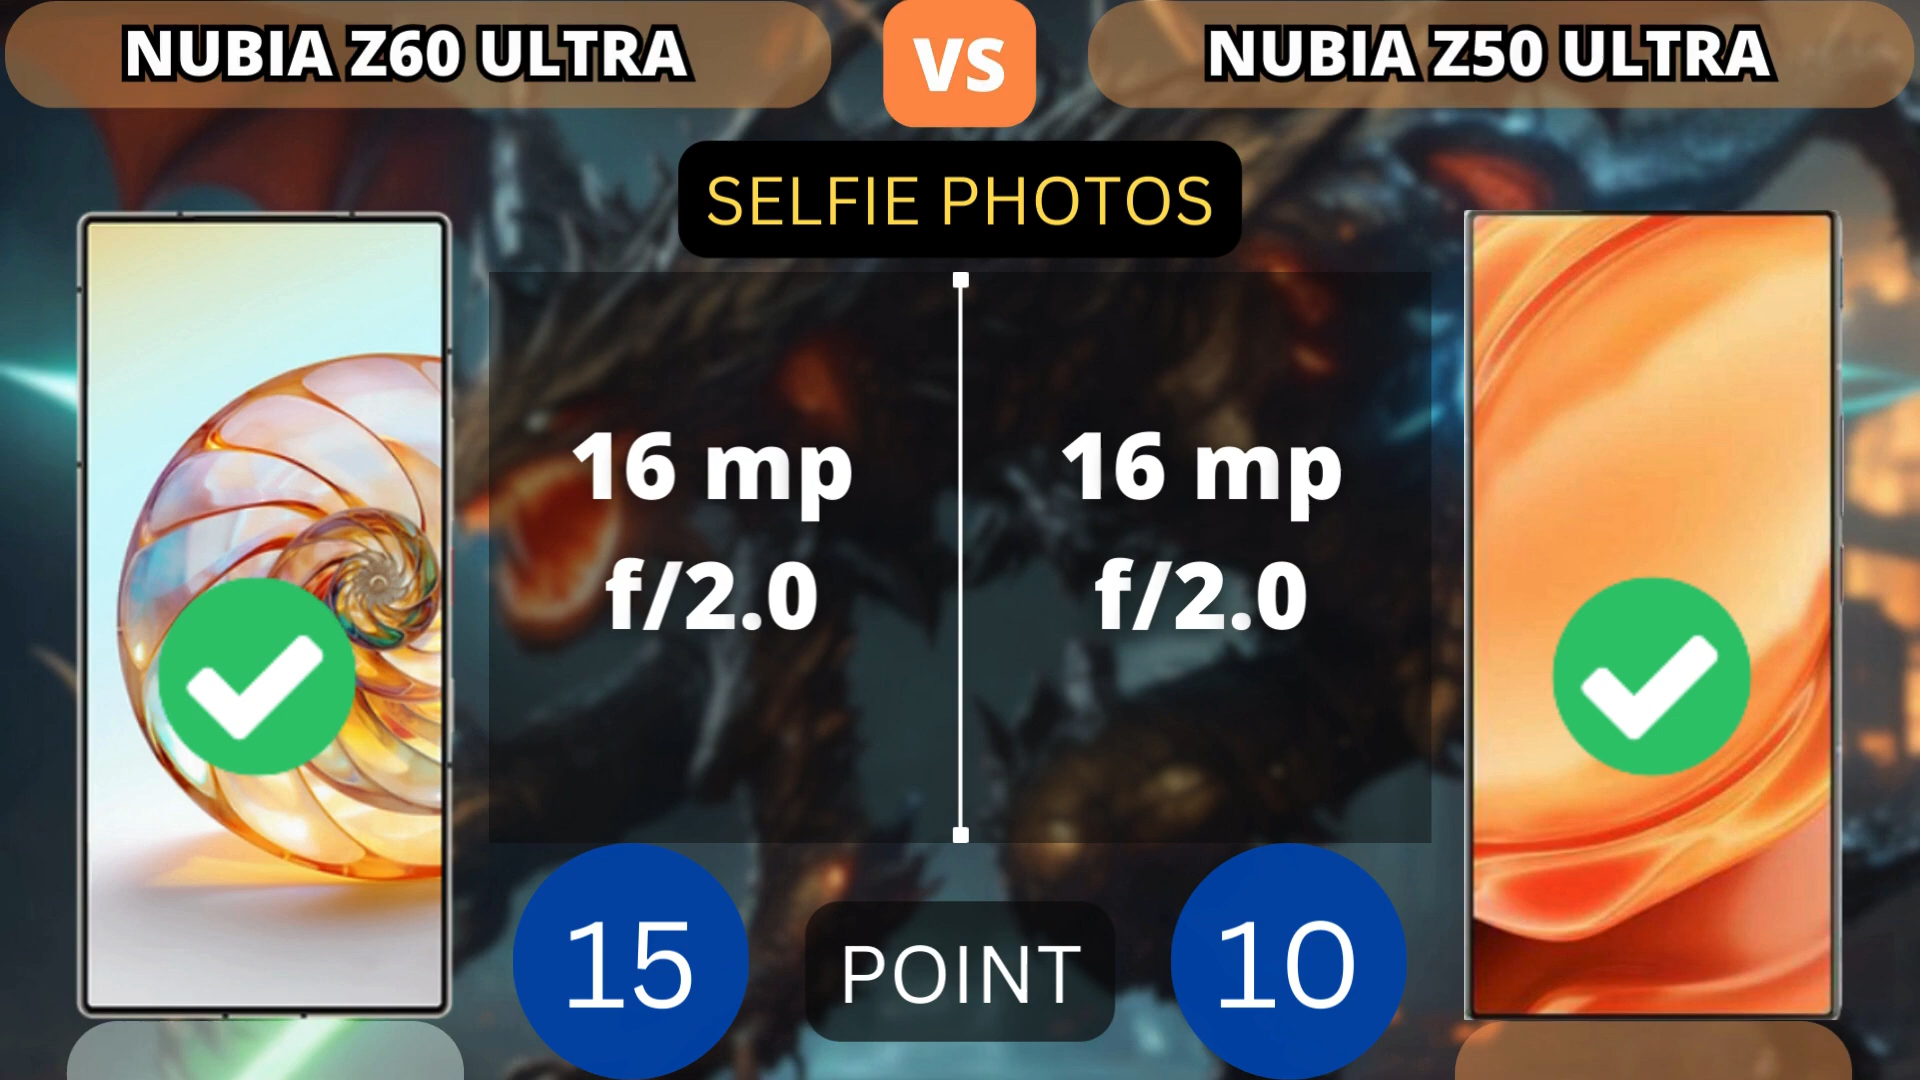 NUBIA Z60 ULTRA
VS
NUBIA Z50 ULTRA
SELFIE PHOTOS
16 mp
f/2.0
16 mp
f/2.0
15
POINT
10